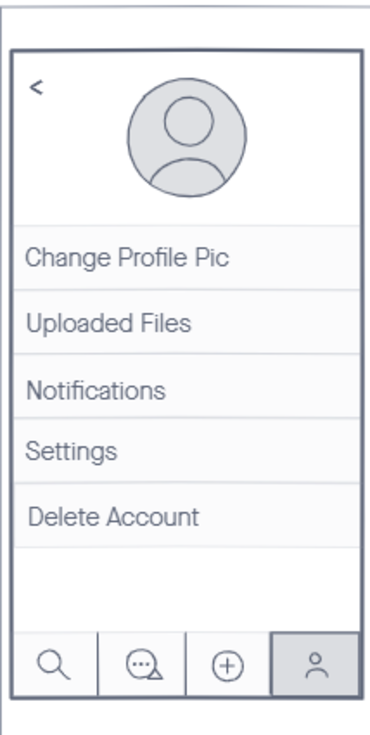 <
Change Profile Pic
Uploaded Files
Notifications
Settings
Delete Account